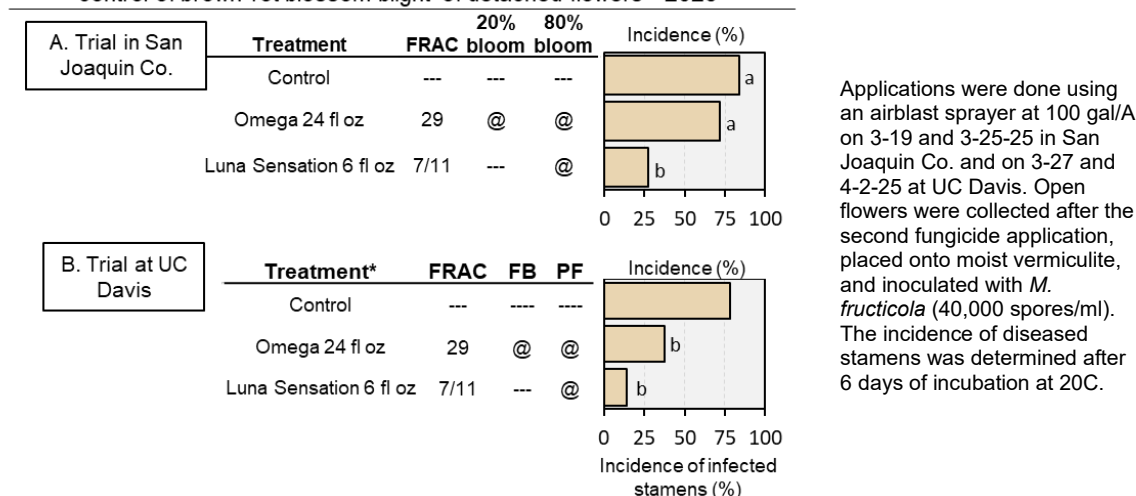 control of brown rot blossom blight of detached flowers - 2025
A. Trial in San
Joaquin Co.
20% 80%
Treatment FRAC bloom bloom
Incidence (%)
Control --- --- ---
a
Omega 24 fl oz 29 @ @
a
Luna Sensation 6 fl oz 7/11 --- @
b
0 25 50 75 100
B. Trial at UC
Davis
Treatment* FRAC FB PF
Incidence (%)
Control --- ---- ----
Omega 24 fl oz 29 @ @
b
Luna Sensation 6 fl oz 7/11 --- @
b
0 25 50 75 100
Incidence of infected
stamens (%)
Applications were done using
an airblast sprayer at 100 gal/A
on 3-19 and 3-25-25 in San
Joaquin Co. and on 3-27 and
4-2-25 at UC Davis. Open
flowers were collected after the
second fungicide application,
placed onto moist vermiculite,
and inoculated with M.
fructicola (40,000 spores/ml).
The incidence of diseased
stamens was determined after
6 days of incubation at 20C.